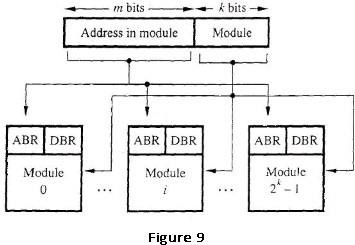 m bits k bits
Address in module Module
ABR DBR ABR DBR ABR DBR
Module Module Module
0 ... i ... 2^k - 1
Figure 9